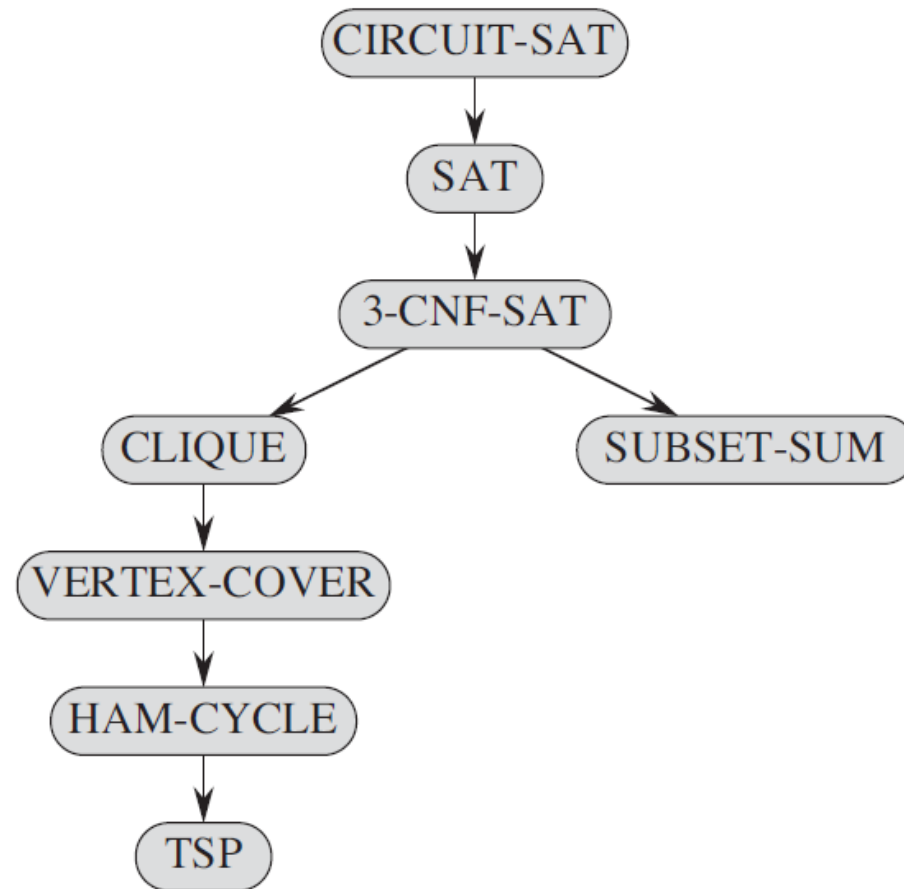 CIRCUIT-SAT
SAT
3-CNF-SAT
CLIQUE
SUBSET-SUM
VERTEX-COVER
HAM-CYCLE
TSP